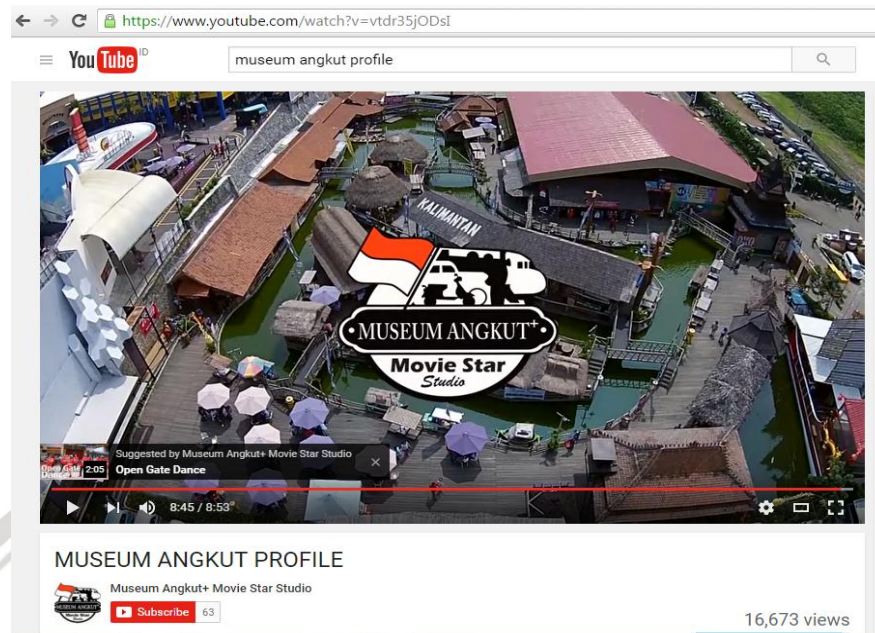 https://www.youtube.com/watch?v=vtdr35jODsI
YouTube ID
museum angkut profile
KALIMANTAN
MUSEUM ANGKUT+
Movie Star
Studio
Suggested by Museum Angkut+ Movie Star Studio
Open Gate Dance
2:05
8:45 / 8:53
MUSEUM ANGKUT PROFILE
Museum Angkut+ Movie Star Studio
Subscribe 63
16,673 views